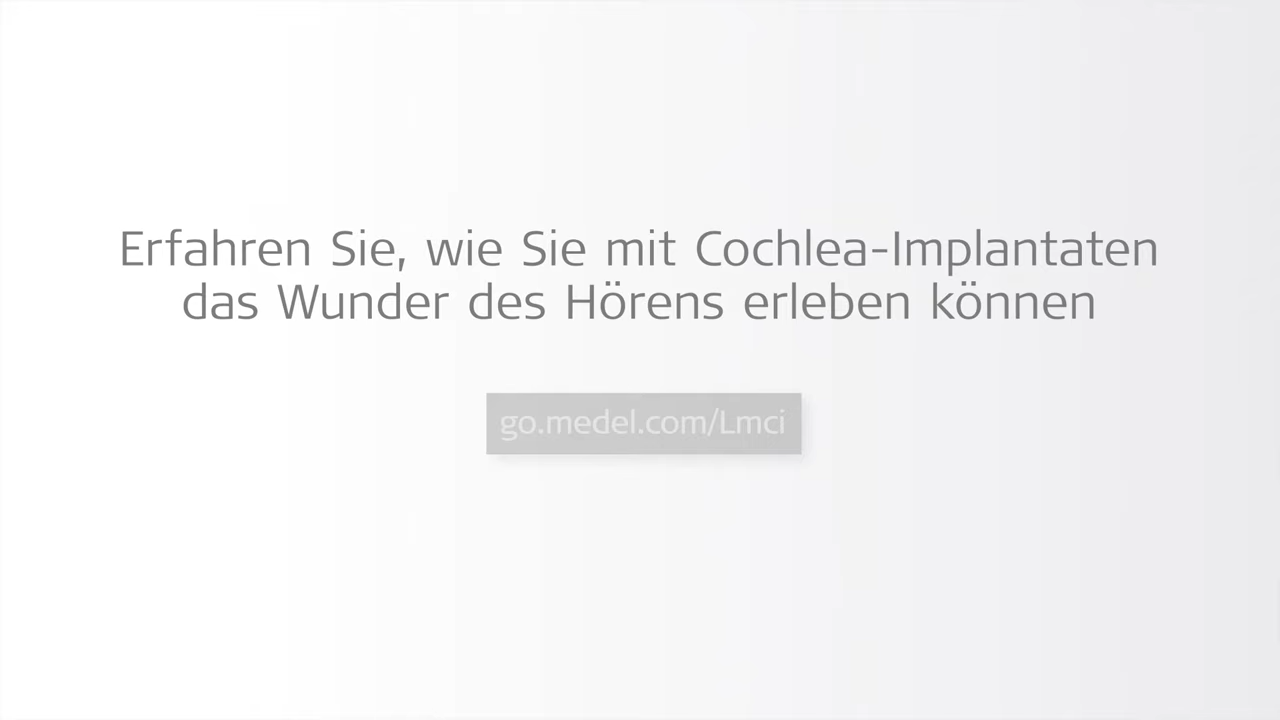 Erfahren Sie, wie Sie mit Cochlea-Implantaten
das Wunder des Hörens erleben können
go.medel.com/Lmci